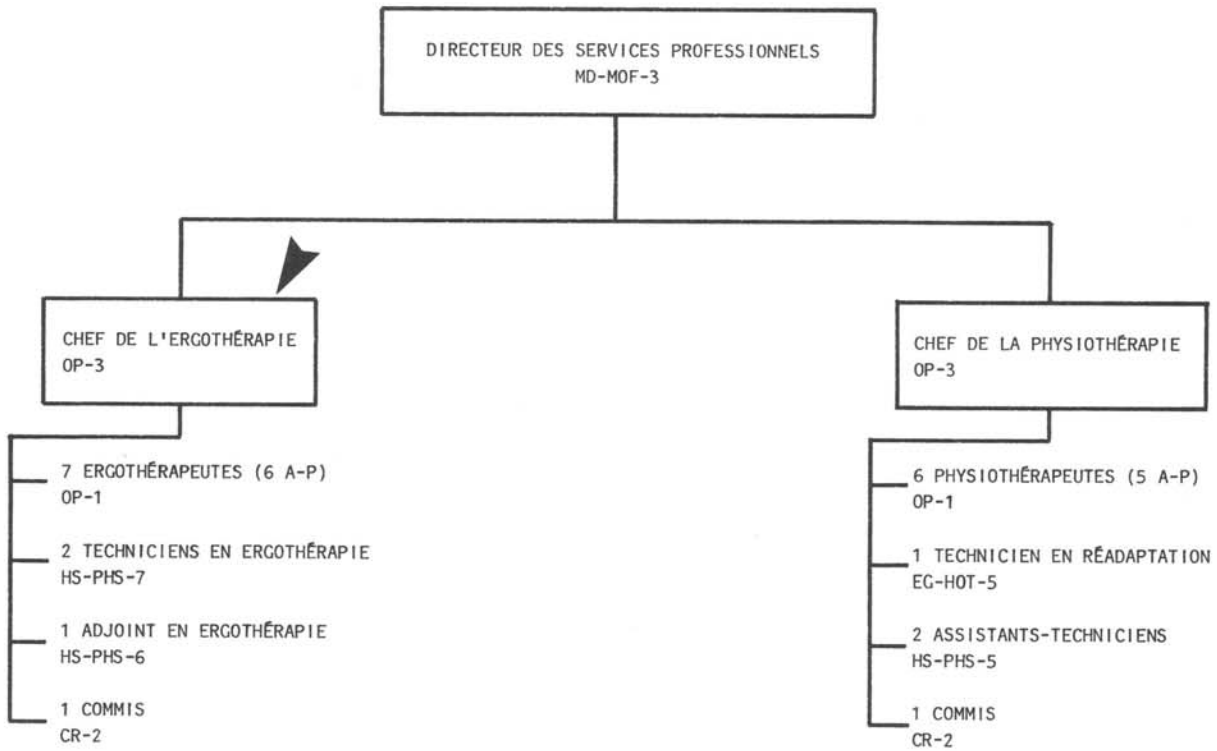 DIRECTEUR DES SERVICES PROFESSIONNELS
MD-MOF-3
CHEF DE L'ERGOTHÉRAPIE
OP-3
7 ERGOTHÉRAPEUTES (6 A-P)
OP-1
2 TECHNICIENS EN ERGOTHÉRAPIE
HS-PHS-7
1 ADJOINT EN ERGOTHÉRAPIE
HS-PHS-6
1 COMMIS
CR-2
CHEF DE LA PHYSIOTHÉRAPIE
OP-3
6 PHYSIOTHÉRAPEUTES (5 A-P)
OP-1
1 TECHNICIEN EN RÉADAPTATION
EG-HOT-5
2 ASSISTANTS-TECHNICIENS
HS-PHS-5
1 COMMIS
CR-2